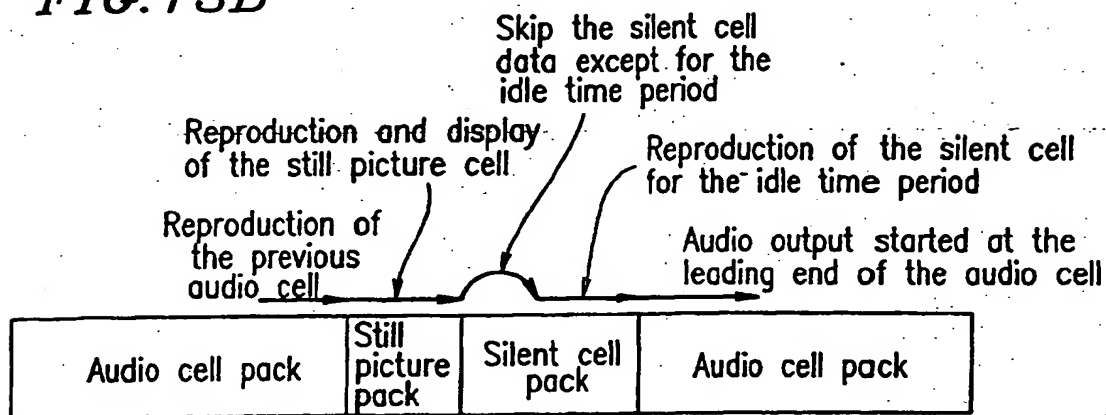 FIG. 7 3B
Skip the silent cell
data except for the
idle time period
Reproduction and display
of the still picture cell
Reproduction of the silent cell
for the idle time period
Reproduction of
the previous
audio cell
Audio output started at the
leading end of the audio cell
Audio cell pack
Still
picture
pack
Silent cell
pack
Audio cell pack